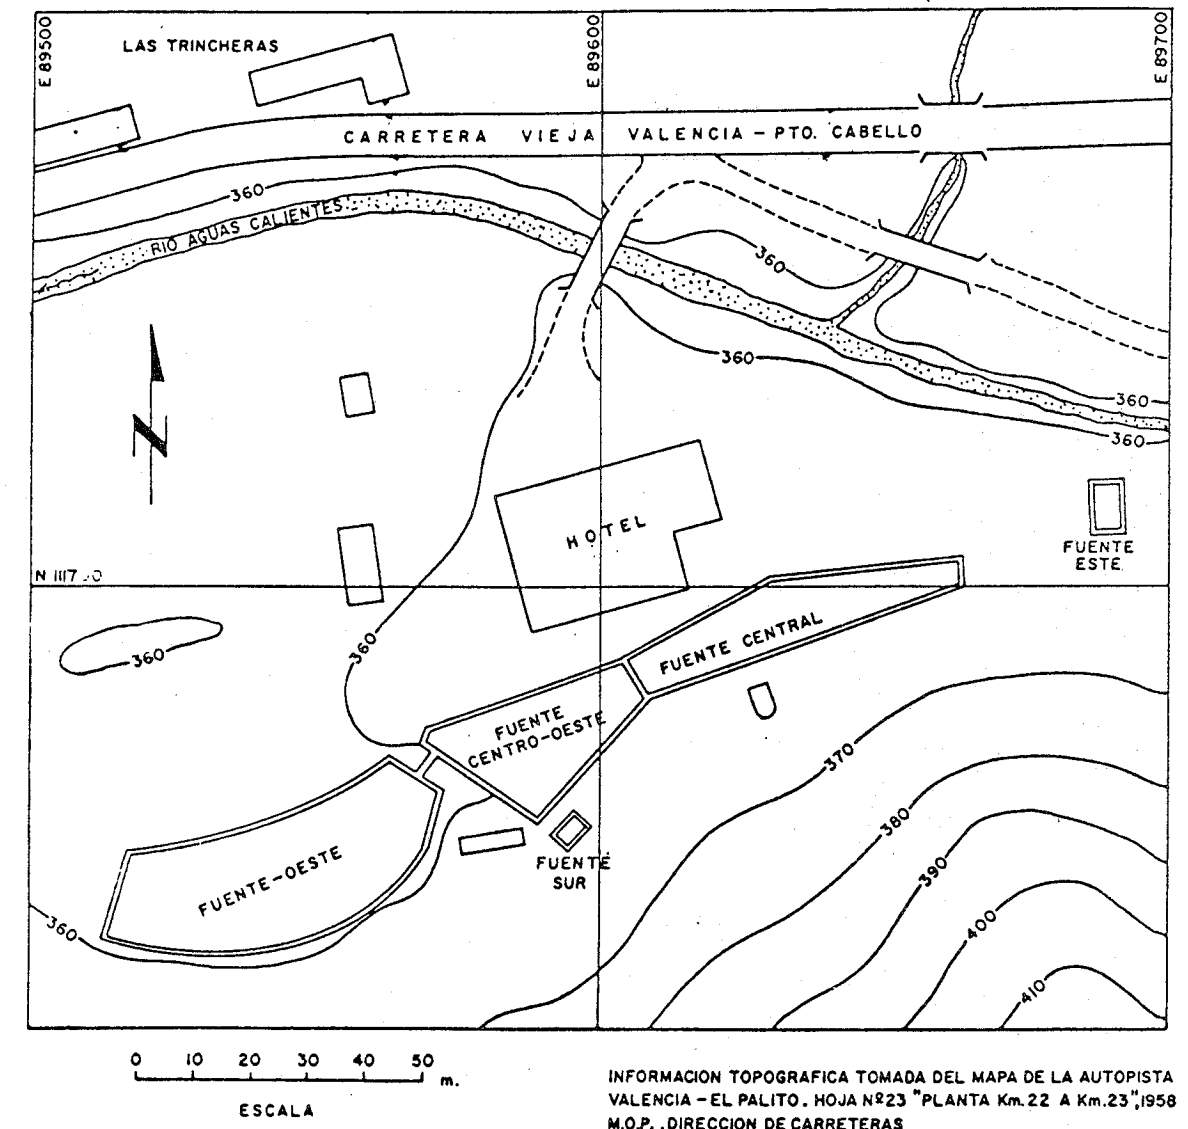 E 89500
E 89600
E 89700
LAS TRINCHERAS
CARRETERA VIEJA VALENCIA - PTO. CABELLO
360
RIO AGUAS CALIENTES
360
360
360
360
N
HOTEL
FUENTE
ESTE
360
360
FUENTE CENTRAL
FUENTE
CENTRO-OESTE
370
380
FUENTE-OESTE
FUENTE
SUR
390
360
400
410
0 10 20 30 40 50
m.
ESCALA
INFORMACION TOPOGRAFICA TOMADA DEL MAPA DE LA AUTOPISTA
VALENCIA - EL PALITO. HOJA Nº23 "PLANTA Km.22 A Km.23", 1958
M.O.P. . DIRECCION DE CARRETERAS